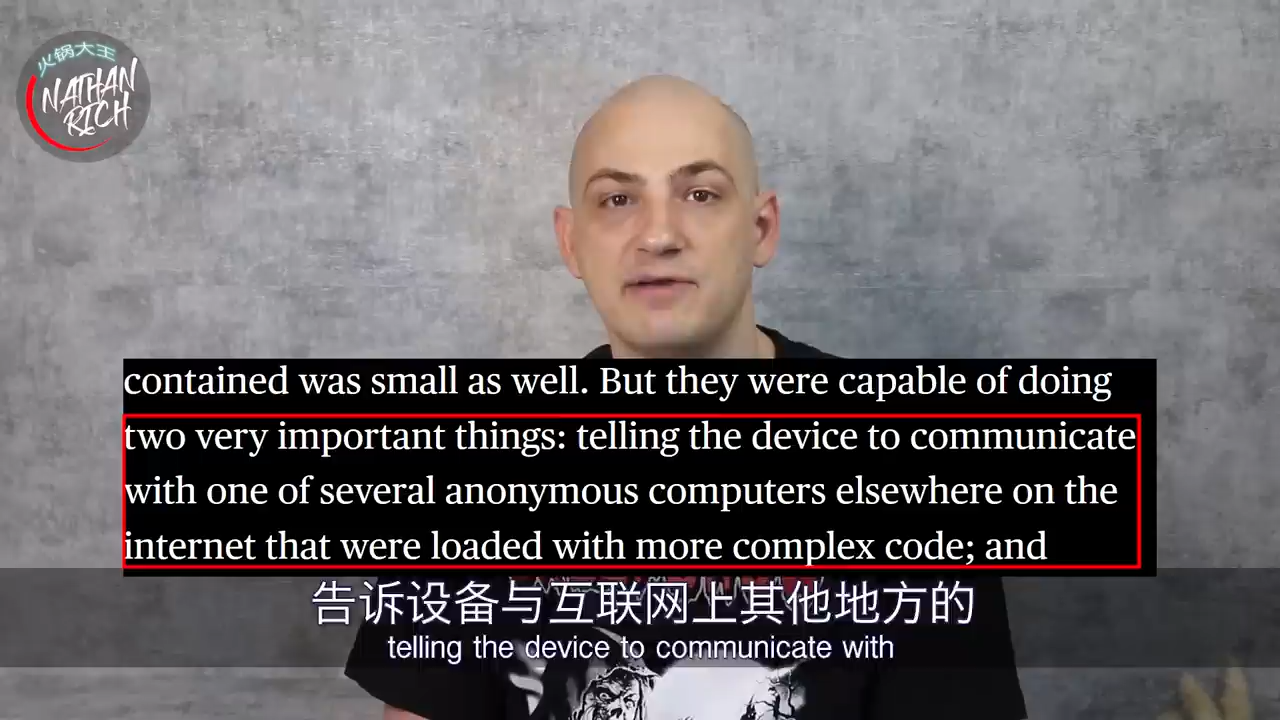 火锅大王
NATHAN
RICH
contained was small as well. But they were capable of doing
two very important things: telling the device to communicate
with one of several anonymous computers elsewhere on the
internet that were loaded with more complex code; and
告诉设备与互联网上其他地方的
telling the device to communicate with